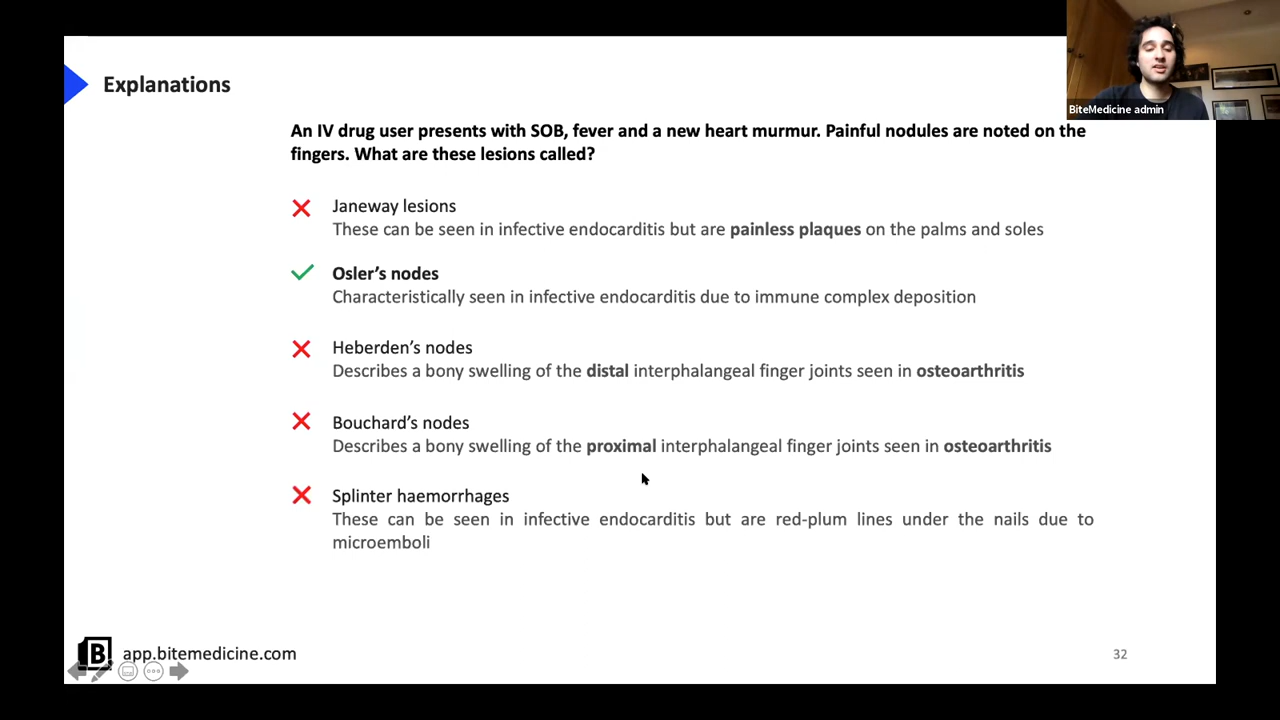 BiteMedicine admin
Explanations
An IV drug user presents with SOB, fever and a new heart murmur. Painful nodules are noted on the
fingers. What are these lesions called?
Janeway lesions
These can be seen in infective endocarditis but are painless plaques on the palms and soles
Osler’s nodes
Characteristically seen in infective endocarditis due to immune complex deposition
Heberden’s nodes
Describes a bony swelling of the distal interphalangeal finger joints seen in osteoarthritis
Bouchard’s nodes
Describes a bony swelling of the proximal interphalangeal finger joints seen in osteoarthritis
Splinter haemorrhages
These can be seen in infective endocarditis but are red-plum lines under the nails due to
microemboli
B
app.bitemedicine.com
32